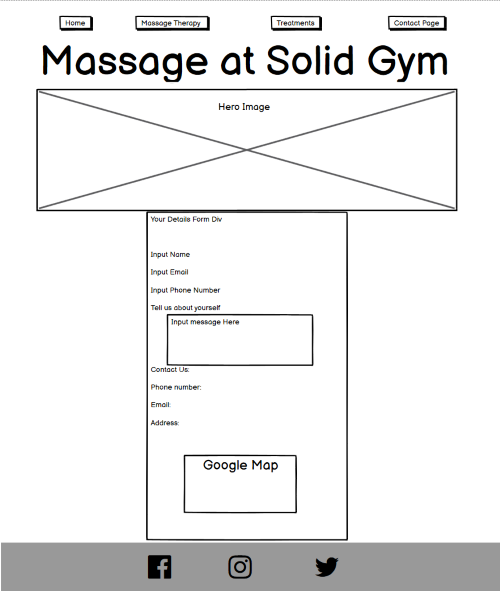 Home Massage Therapy Treatments Contact Page
Massage at Solid Gym
Hero Image
Your Details Form Div
Input Name
Input Email
Input Phone Number
Tell us about yourself
Input message Here
Contact Us:
Phone number:
Email:
Address:
Google Map